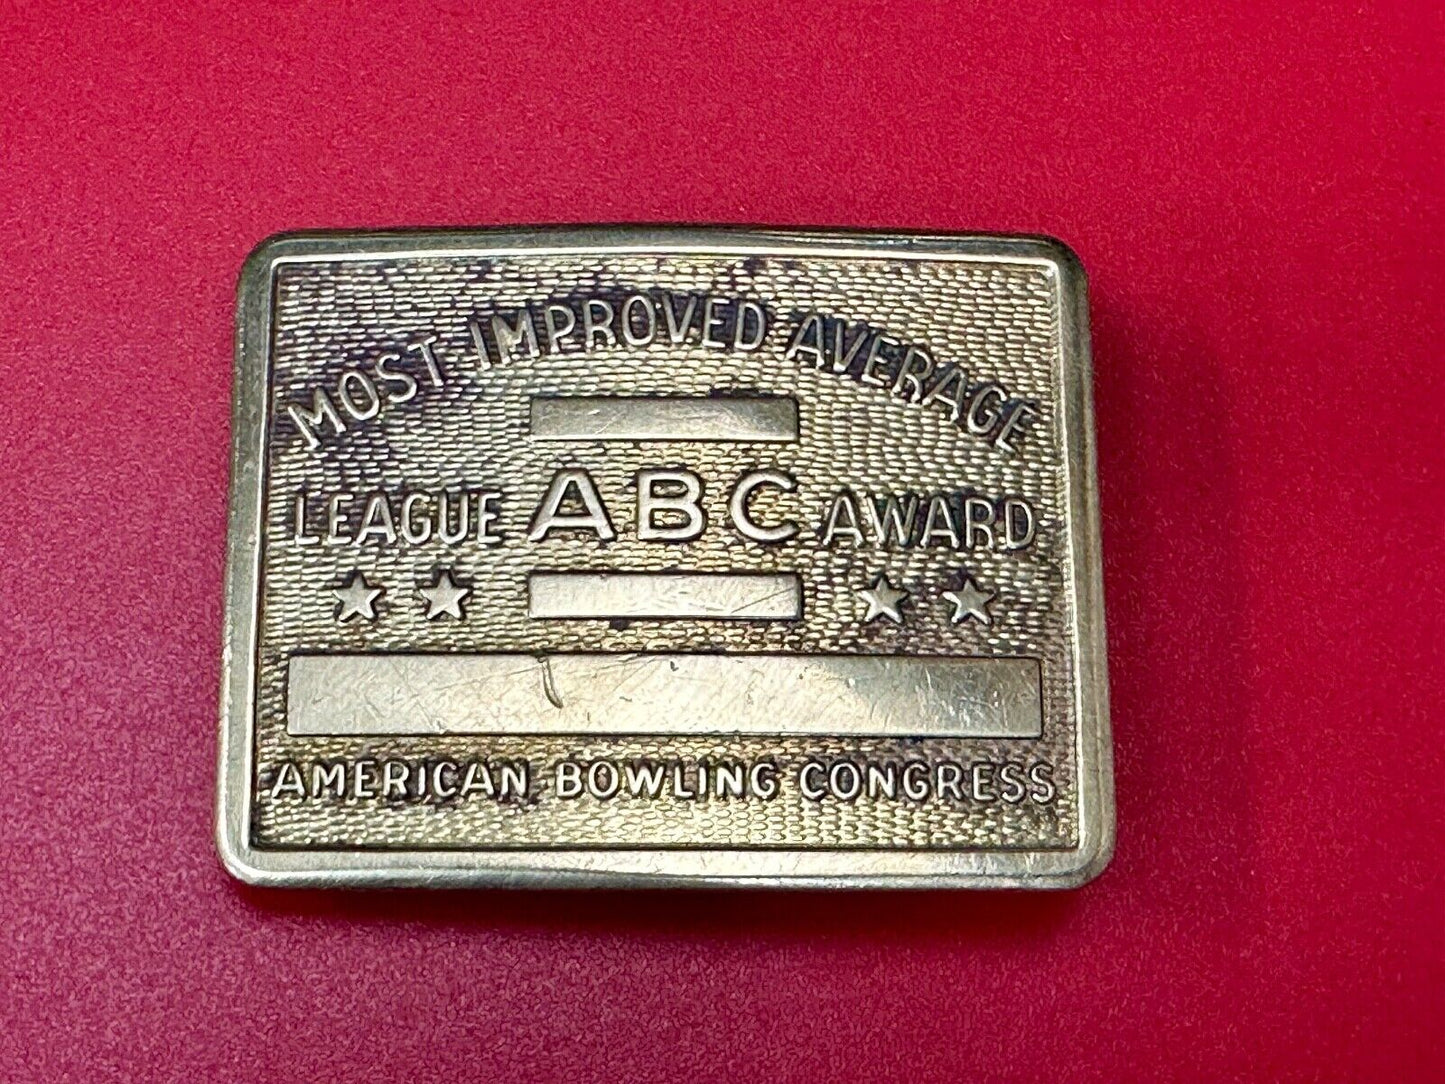 MOST IMPROVED AVERAGE
LEAGUE ABC AWARD
AMERICAN BOWLING CONGRESS